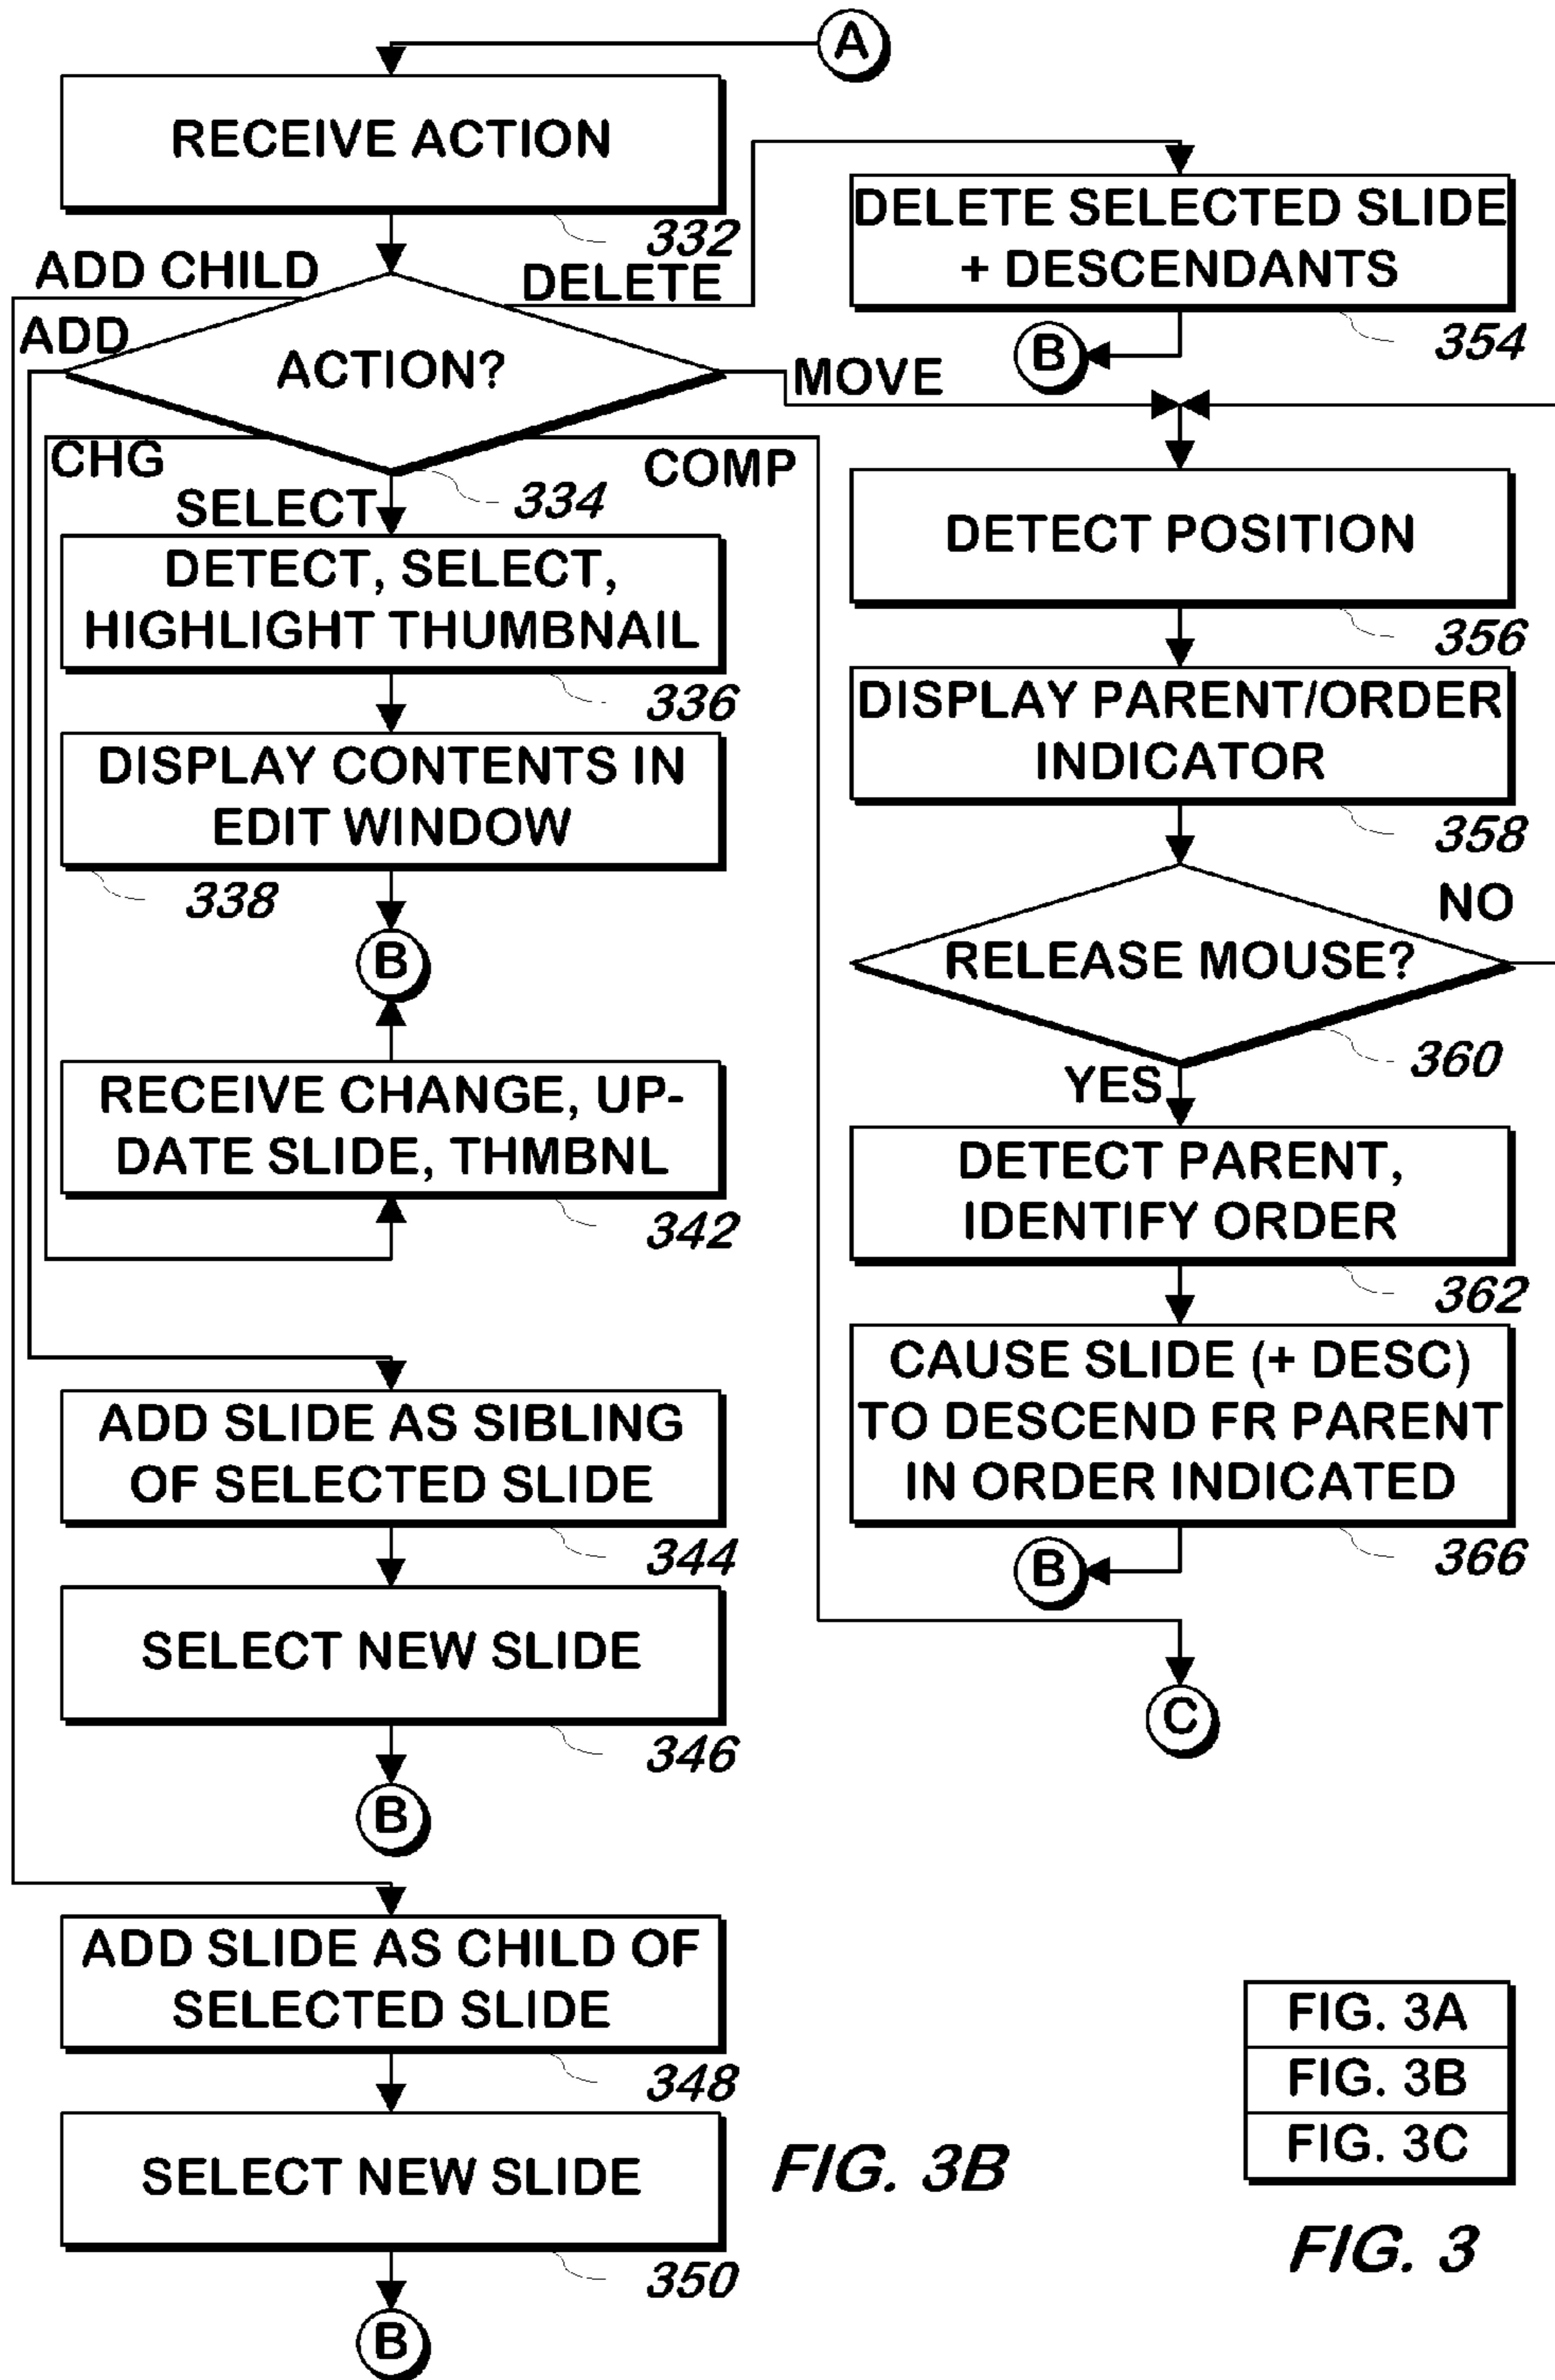 A
RECEIVE ACTION
332
ADD CHILD
DELETE
ADD
ACTION?
MOVE
CHG
COMP
334
SELECT
DETECT, SELECT,
HIGHLIGHT THUMBNAIL
336
DISPLAY CONTENTS IN
EDIT WINDOW
338
B
RECEIVE CHANGE, UP-
DATE SLIDE, THMBNL
342
ADD SLIDE AS SIBLING
OF SELECTED SLIDE
344
SELECT NEW SLIDE
346
B
ADD SLIDE AS CHILD OF
SELECTED SLIDE
348
SELECT NEW SLIDE
350
B
DELETE SELECTED SLIDE
+ DESCENDANTS
354
B
DETECT POSITION
356
DISPLAY PARENT/ORDER
INDICATOR
358
NO
RELEASE MOUSE?
360
YES
DETECT PARENT,
IDENTIFY ORDER
362
CAUSE SLIDE (+ DESC)
TO DESCEND FR PARENT
IN ORDER INDICATED
366
B
C
FIG. 3B
FIG. 3A
FIG. 3B
FIG. 3C
FIG. 3